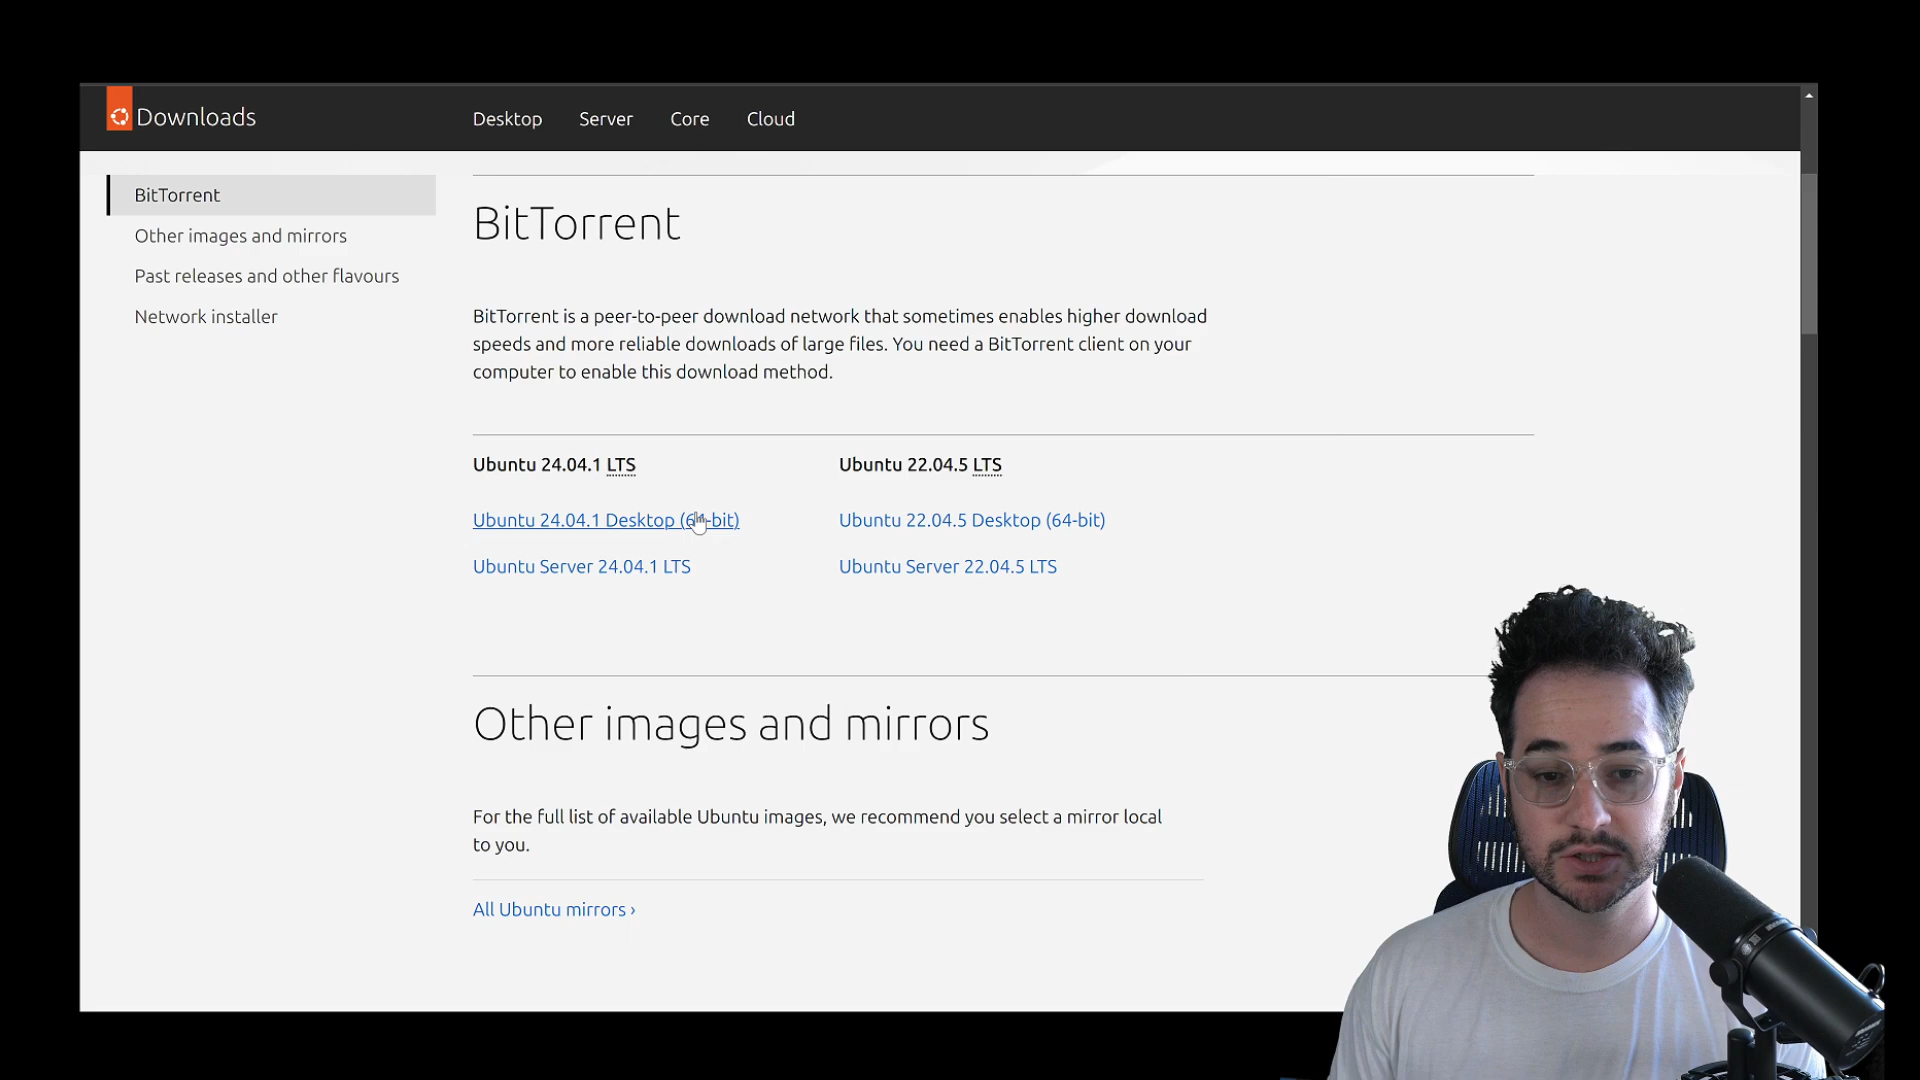 Downloads
Desktop
Server
Core
Cloud
BitTorrent
Other images and mirrors
Past releases and other flavours
Network installer
BitTorrent
BitTorrent is a peer-to-peer download network that sometimes enables higher download
speeds and more reliable downloads of large files. You need a BitTorrent client on your
computer to enable this download method.
Ubuntu 24.04.1 LTS
Ubuntu 24.04.1 Desktop (64-bit)
Ubuntu Server 24.04.1 LTS
Ubuntu 22.04.5 LTS
Ubuntu 22.04.5 Desktop (64-bit)
Ubuntu Server 22.04.5 LTS
Other images and mirrors
For the full list of available Ubuntu images, we recommend you select a mirror local
to you.
All Ubuntu mirrors ›